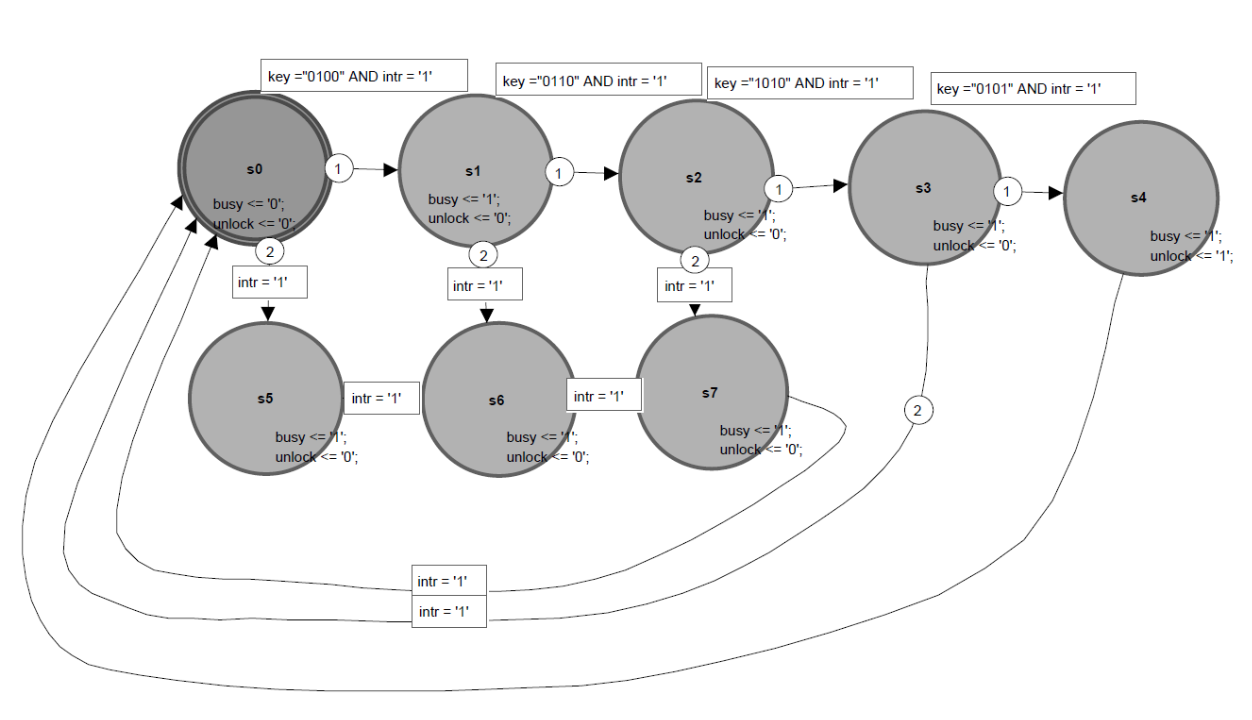 key ="0100" AND intr = '1'
key ="0110" AND intr = '1'
key ="1010" AND intr = '1'
key ="0101" AND intr = '1'
s0
busy <= '0';
unlock <= '0';
1
s1
busy <= '1';
unlock <= '0';
1
s2
busy <= '1';
unlock <= '0';
1
s3
busy <= '1';
unlock <= '0';
1
s4
busy <= '1';
unlock <= '1';
2
intr = '1'
2
intr = '1'
2
intr = '1'
s5
busy <= '1';
unlock <= '0';
intr = '1'
s6
busy <= '1';
unlock <= '0';
intr = '1'
s7
busy <= '1';
unlock <= '0';
2
intr = '1'
intr = '1'